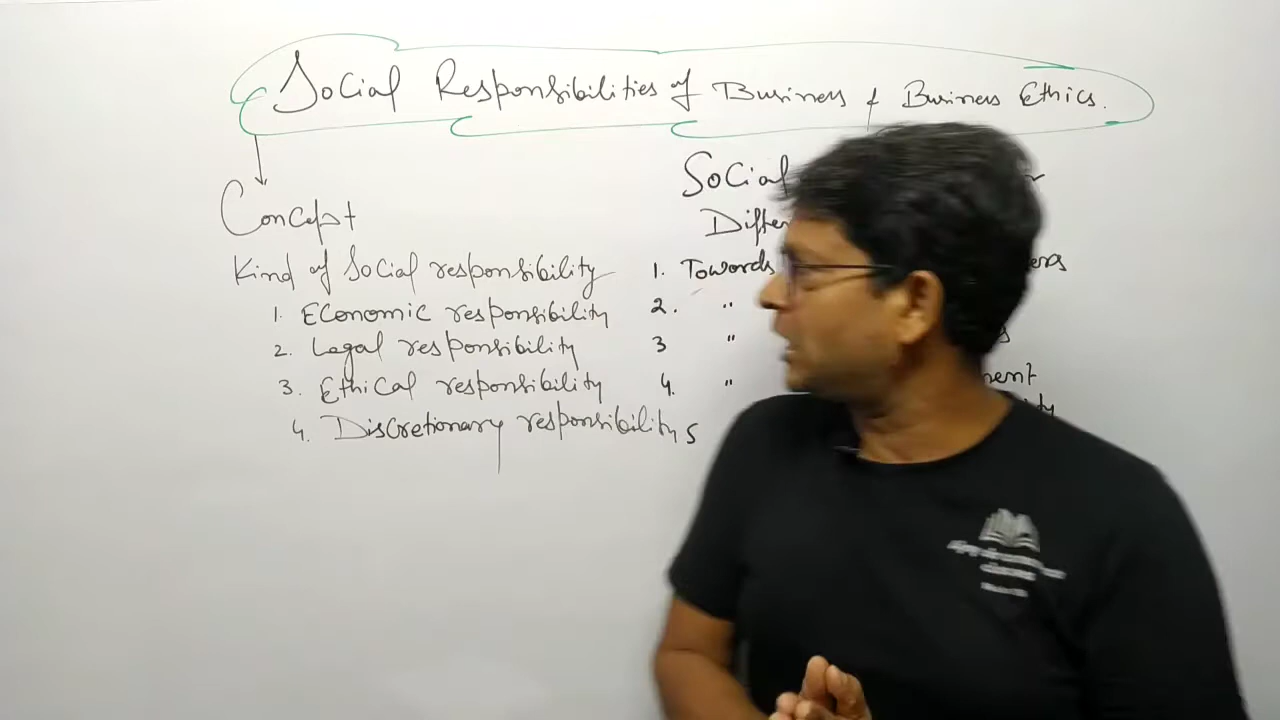 Social Responsibilities of Business & Business Ethics.
Concept
Kind of Social responsibility
1. Economic responsibility
2. Legal responsibility
3. Ethical responsibility
4. Discretionary responsibility
Social
1. Towards
2. "
3 "
4. "
5